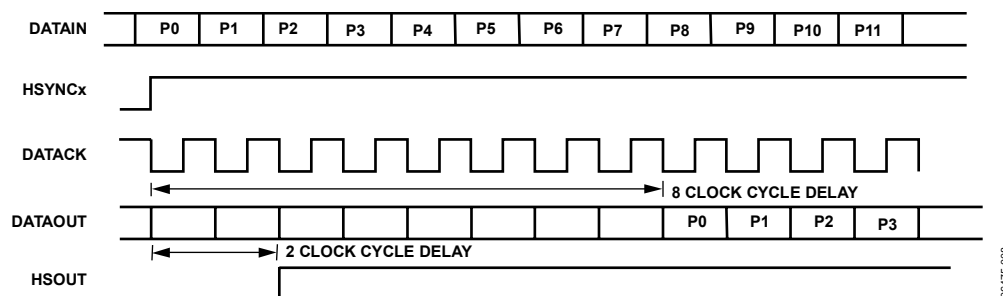 DATAIN P0 P1 P2 P3 P4 P5 P6 P7 P8 P9 P10 P11
HSYNCx
DATACK
8 CLOCK CYCLE DELAY
DATAOUT P0 P1 P2 P3
2 CLOCK CYCLE DELAY
HSOUT